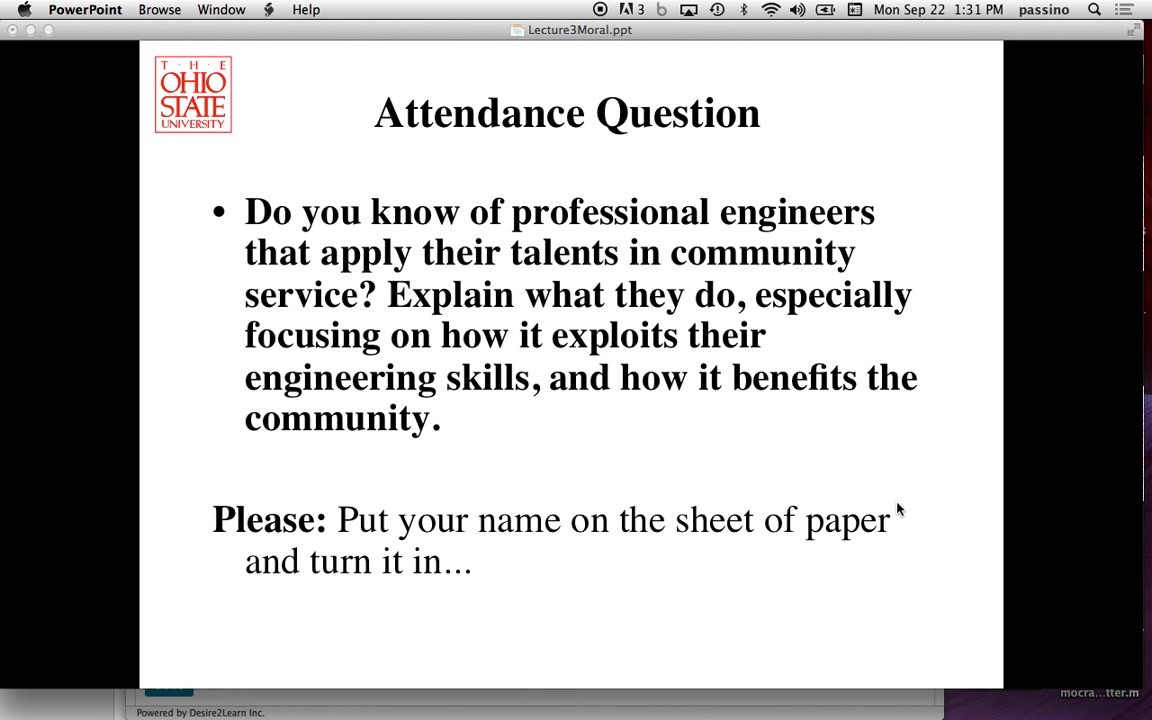 PowerPoint Browse Window Help 3 Mon Sep 22 1:31 PM passino
Lecture3Moral.ppt
T · H · E
OHIO
STATE
UNIVERSITY
Attendance Question
• Do you know of professional engineers
that apply their talents in community
service? Explain what they do, especially
focusing on how it exploits their
engineering skills, and how it benefits the
community.
Please: Put your name on the sheet of paper
and turn it in...
mocra...tter.m
Powered by Desire2Learn Inc.